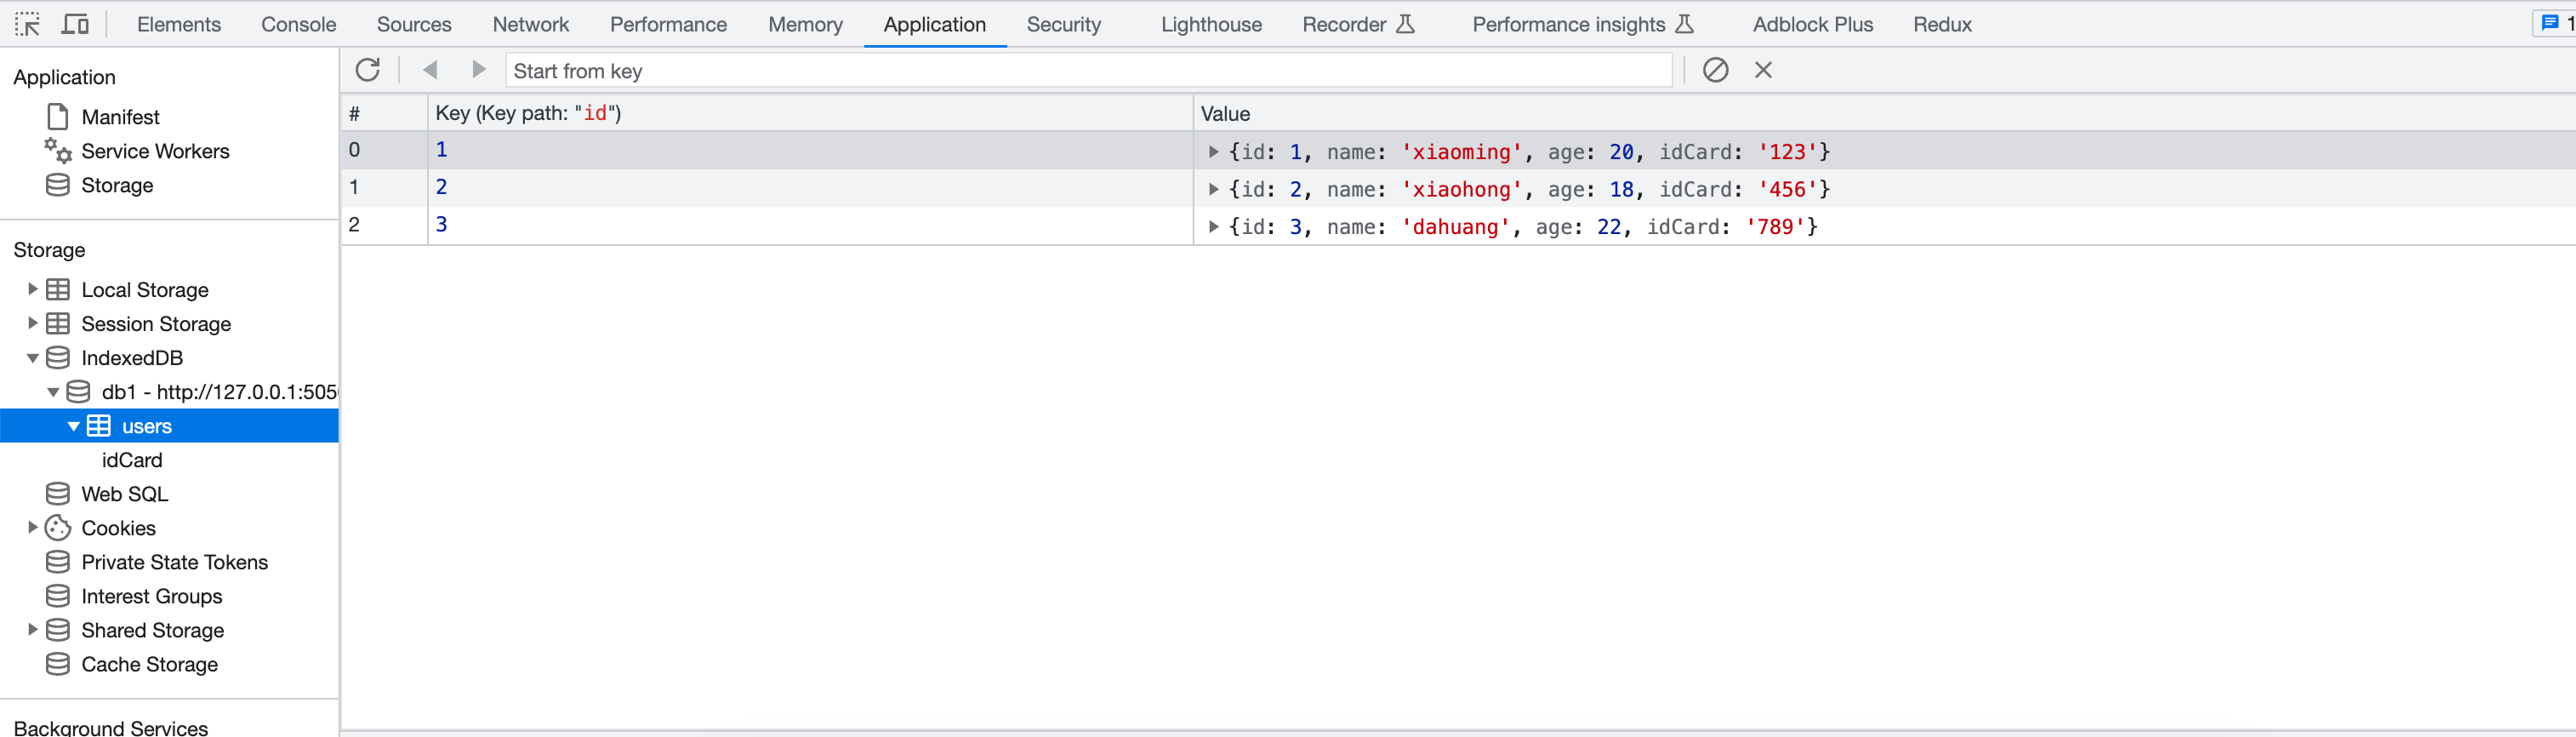 Elements Console Sources Network Performance Memory Application Security Lighthouse Recorder Performance insights Adblock Plus Redux 1
Application
Manifest
Service Workers
Storage
Storage
Local Storage
Session Storage
IndexedDB
db1 - http://127.0.0.1:505
users
idCard
Web SQL
Cookies
Private State Tokens
Interest Groups
Shared Storage
Cache Storage
Background Services
Start from key
# Key (Key path: "id") Value
0 1 {id: 1, name: 'xiaoming', age: 20, idCard: '123'}
1 2 {id: 2, name: 'xiaohong', age: 18, idCard: '456'}
2 3 {id: 3, name: 'dahuang', age: 22, idCard: '789'}